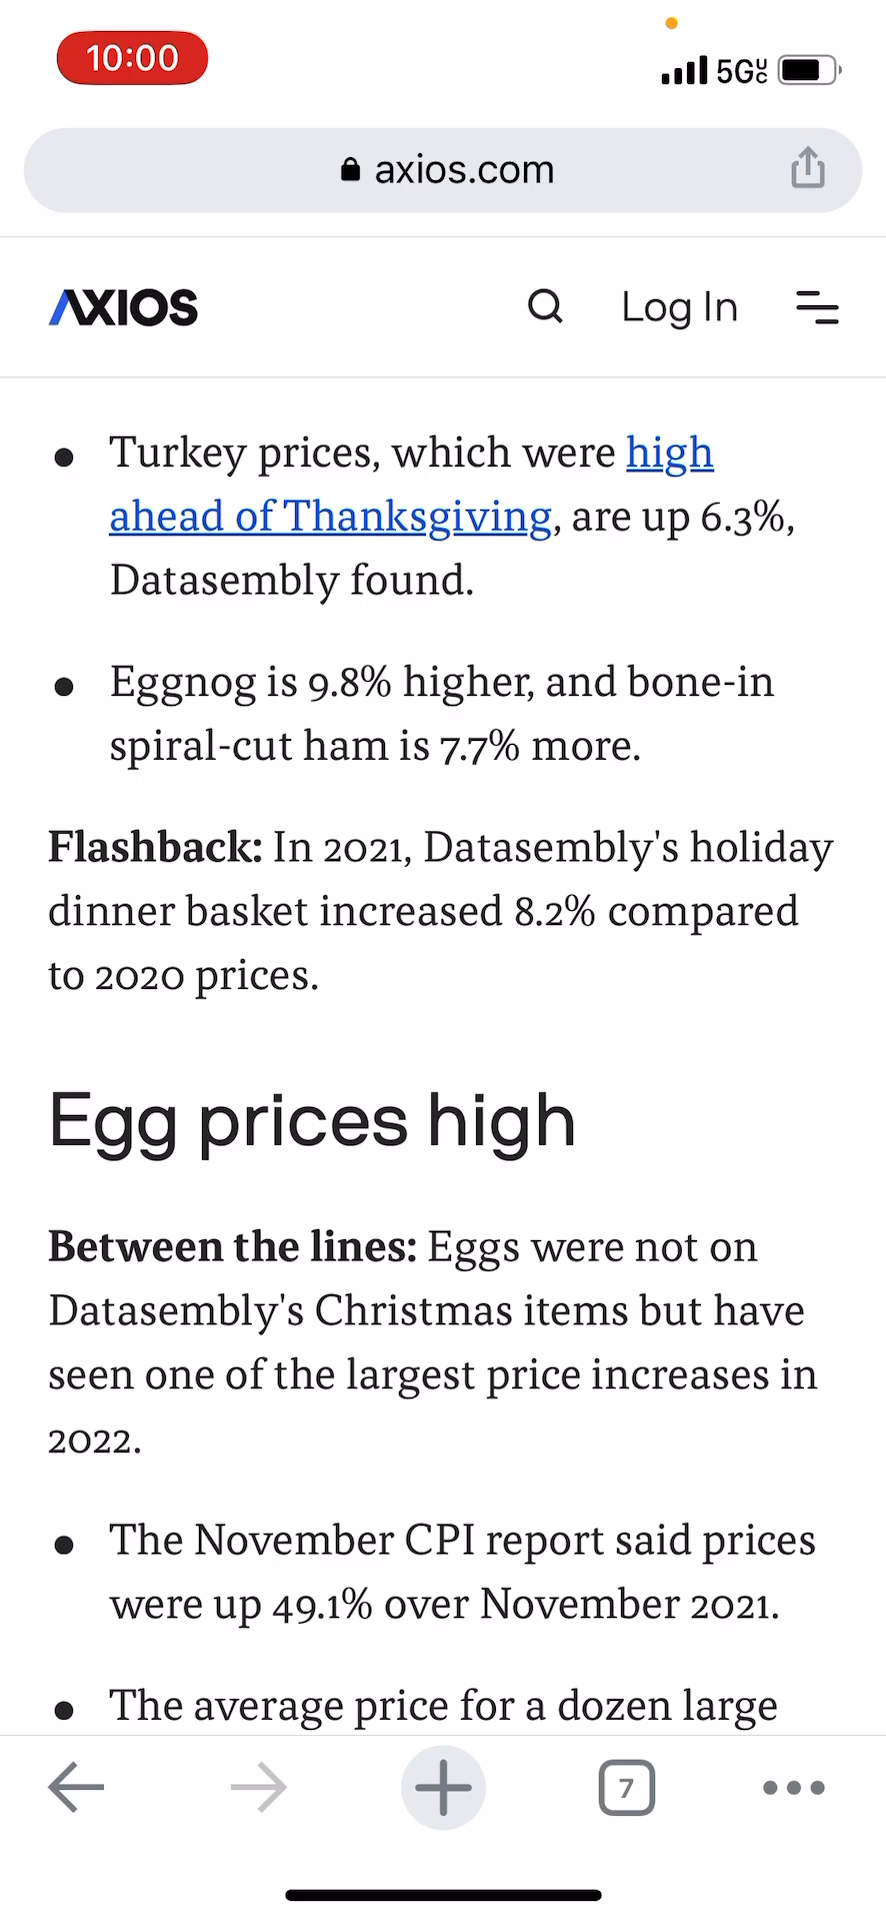 10:00
5G UC
axios.com
AXIOS
Log In
Turkey prices, which were high
ahead of Thanksgiving, are up 6.3%,
Datasembly found.
Eggnog is 9.8% higher, and bone-in
spiral-cut ham is 7.7% more.
Flashback: In 2021, Datasembly's holiday
dinner basket increased 8.2% compared
to 2020 prices.
Egg prices high
Between the lines: Eggs were not on
Datasembly's Christmas items but have
seen one of the largest price increases in
2022.
The November CPI report said prices
were up 49.1% over November 2021.
The average price for a dozen large
7